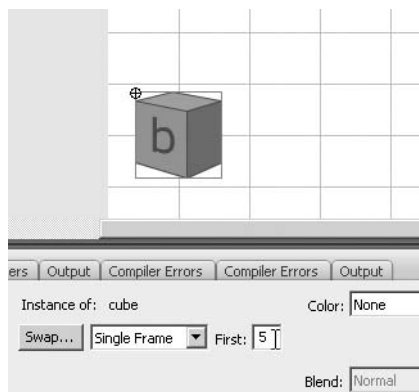 b
ers Output Compiler Errors Compiler Errors Output
Instance of: cube Color: None
Swap... Single Frame First: 5
Blend: Normal